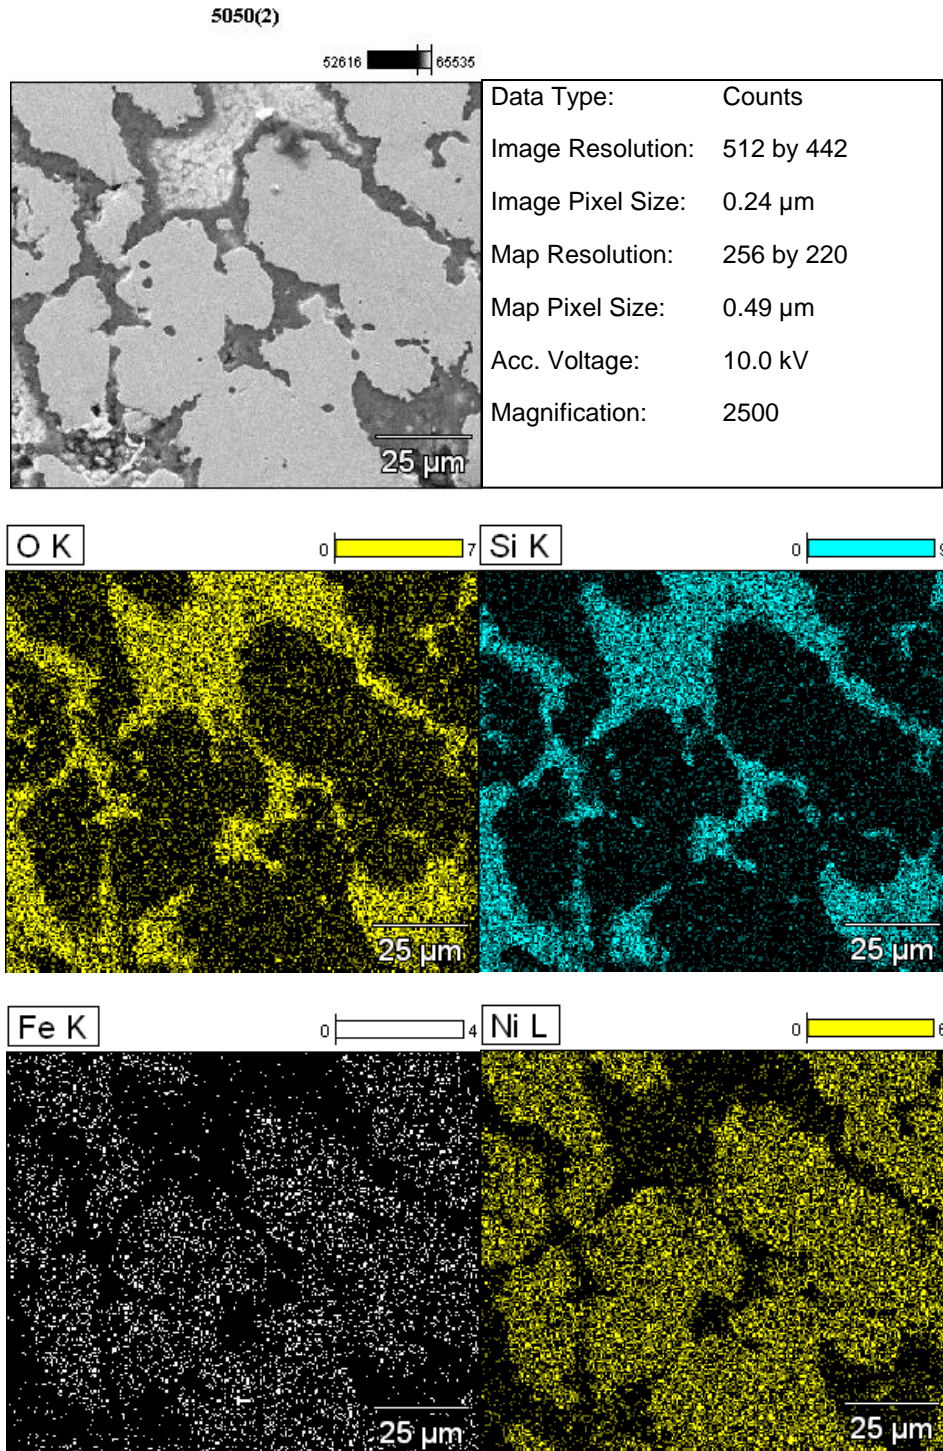 5050(2)
52616 65535
Data Type: Counts
Image Resolution: 512 by 442
Image Pixel Size: 0.24 µm
Map Resolution: 256 by 220
Map Pixel Size: 0.49 µm
Acc. Voltage: 10.0 kV
Magnification: 2500
25 µm
O K 0 7
Si K 0 9
25 µm
25 µm
Fe K 0 4
Ni L 0 6
25 µm
25 µm